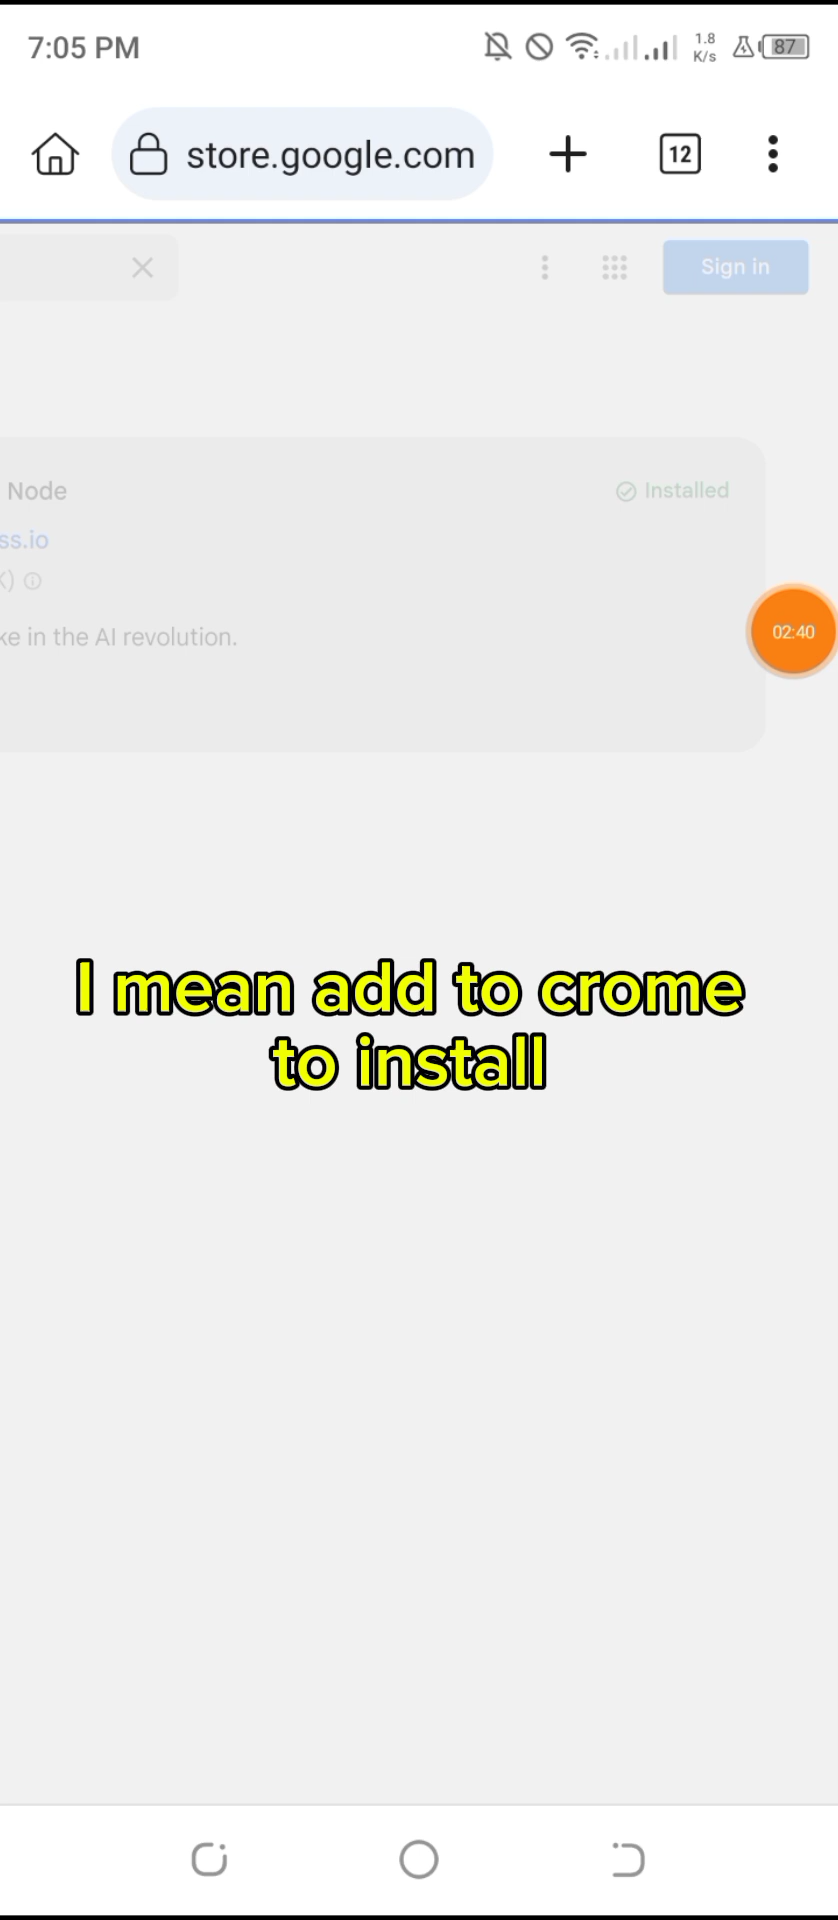 7:05 PM
1.8
K/s
87
store.google.com
12
Sign in
Node
Installed
ss.io
K)
ke in the AI revolution.
02:40
I mean add to crome
to install